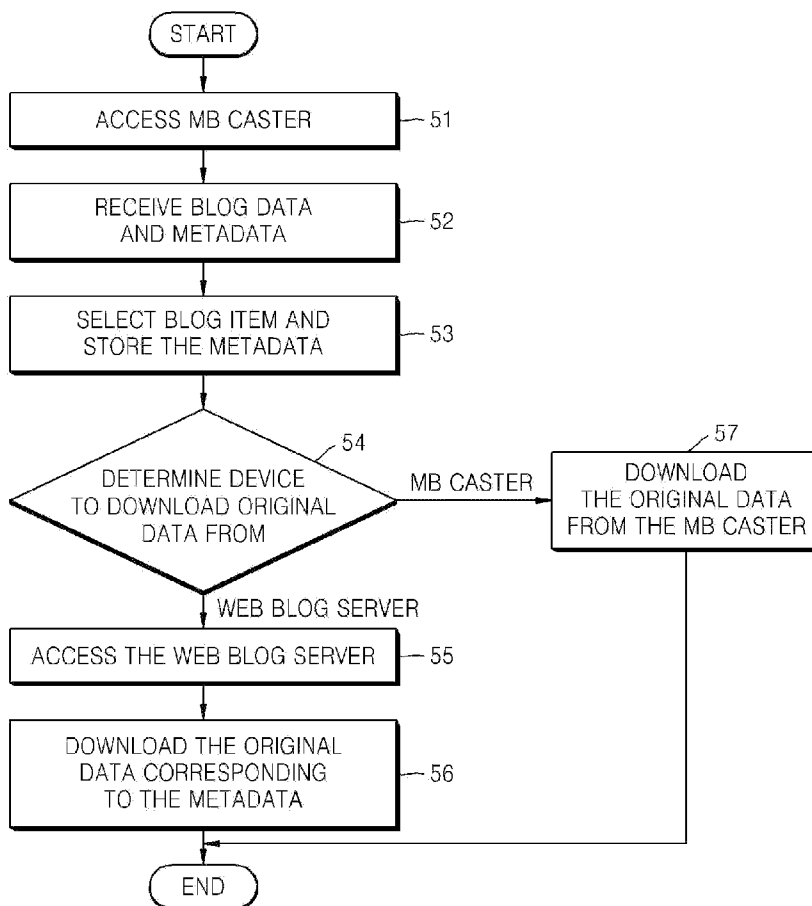 START
ACCESS MB CASTER
51
RECEIVE BLOG DATA
AND METADATA
52
SELECT BLOG ITEM AND
STORE THE METADATA
53
54
DETERMINE DEVICE
TO DOWNLOAD ORIGINAL
DATA FROM
MB CASTER
57
DOWNLOAD
THE ORIGINAL DATA
FROM THE MB CASTER
WEB BLOG SERVER
ACCESS THE WEB BLOG SERVER
55
DOWNLOAD THE ORIGINAL
DATA CORRESPONDING
TO THE METADATA
56
END